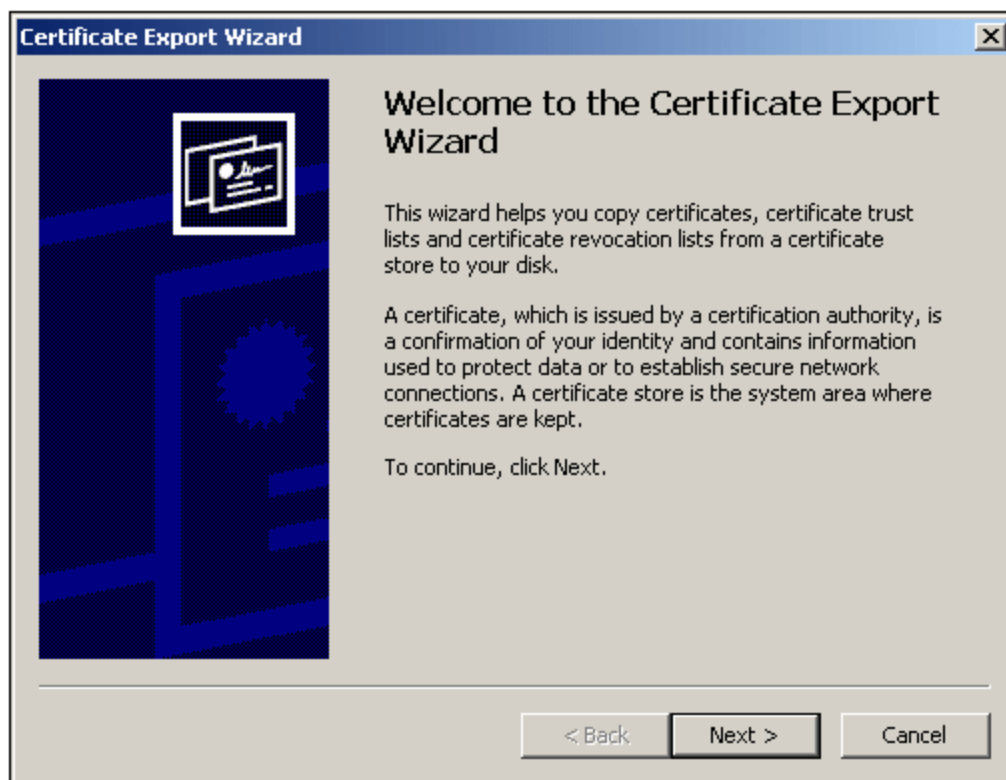 Certificate Export Wizard
Welcome to the Certificate Export
Wizard
This wizard helps you copy certificates, certificate trust
lists and certificate revocation lists from a certificate
store to your disk.
A certificate, which is issued by a certification authority, is
a confirmation of your identity and contains information
used to protect data or to establish secure network
connections. A certificate store is the system area where
certificates are kept.
To continue, click Next.
< Back
Next >
Cancel